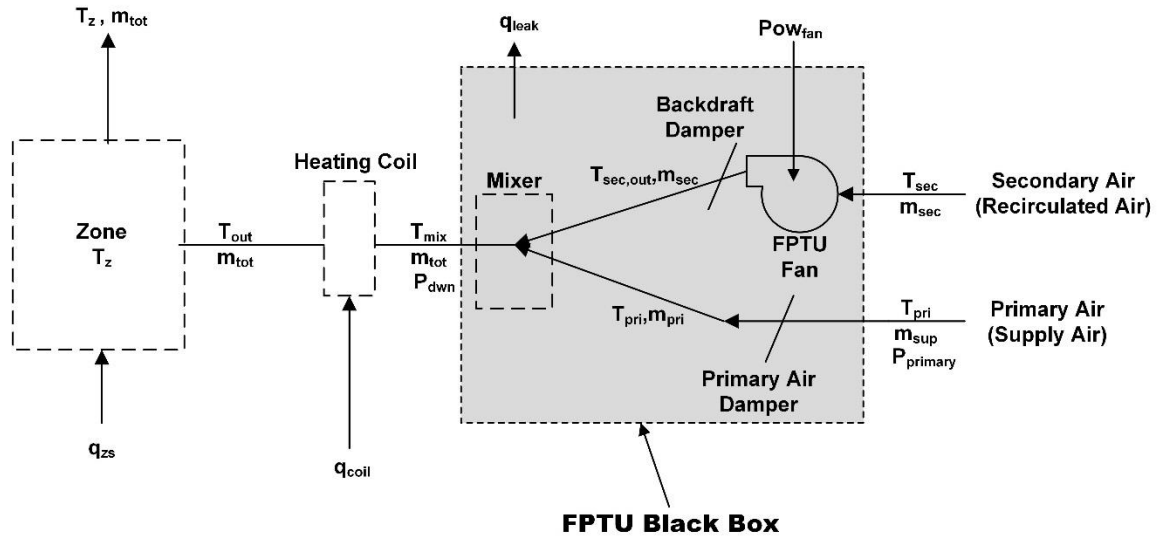 Tz , mtot
qleak
Powfan
Backdraft
Damper
Heating Coil
Mixer
Tsec,out,msec
Tsec
msec
Secondary Air
(Recirculated Air)
Zone
Tz
Tout
mtot
Tmix
mtot
Pdwn
FPTU
Fan
Tpri,mpri
Tpri
msup
Pprimary
Primary Air
(Supply Air)
Primary Air
Damper
qzs
qcoil
FPTU Black Box